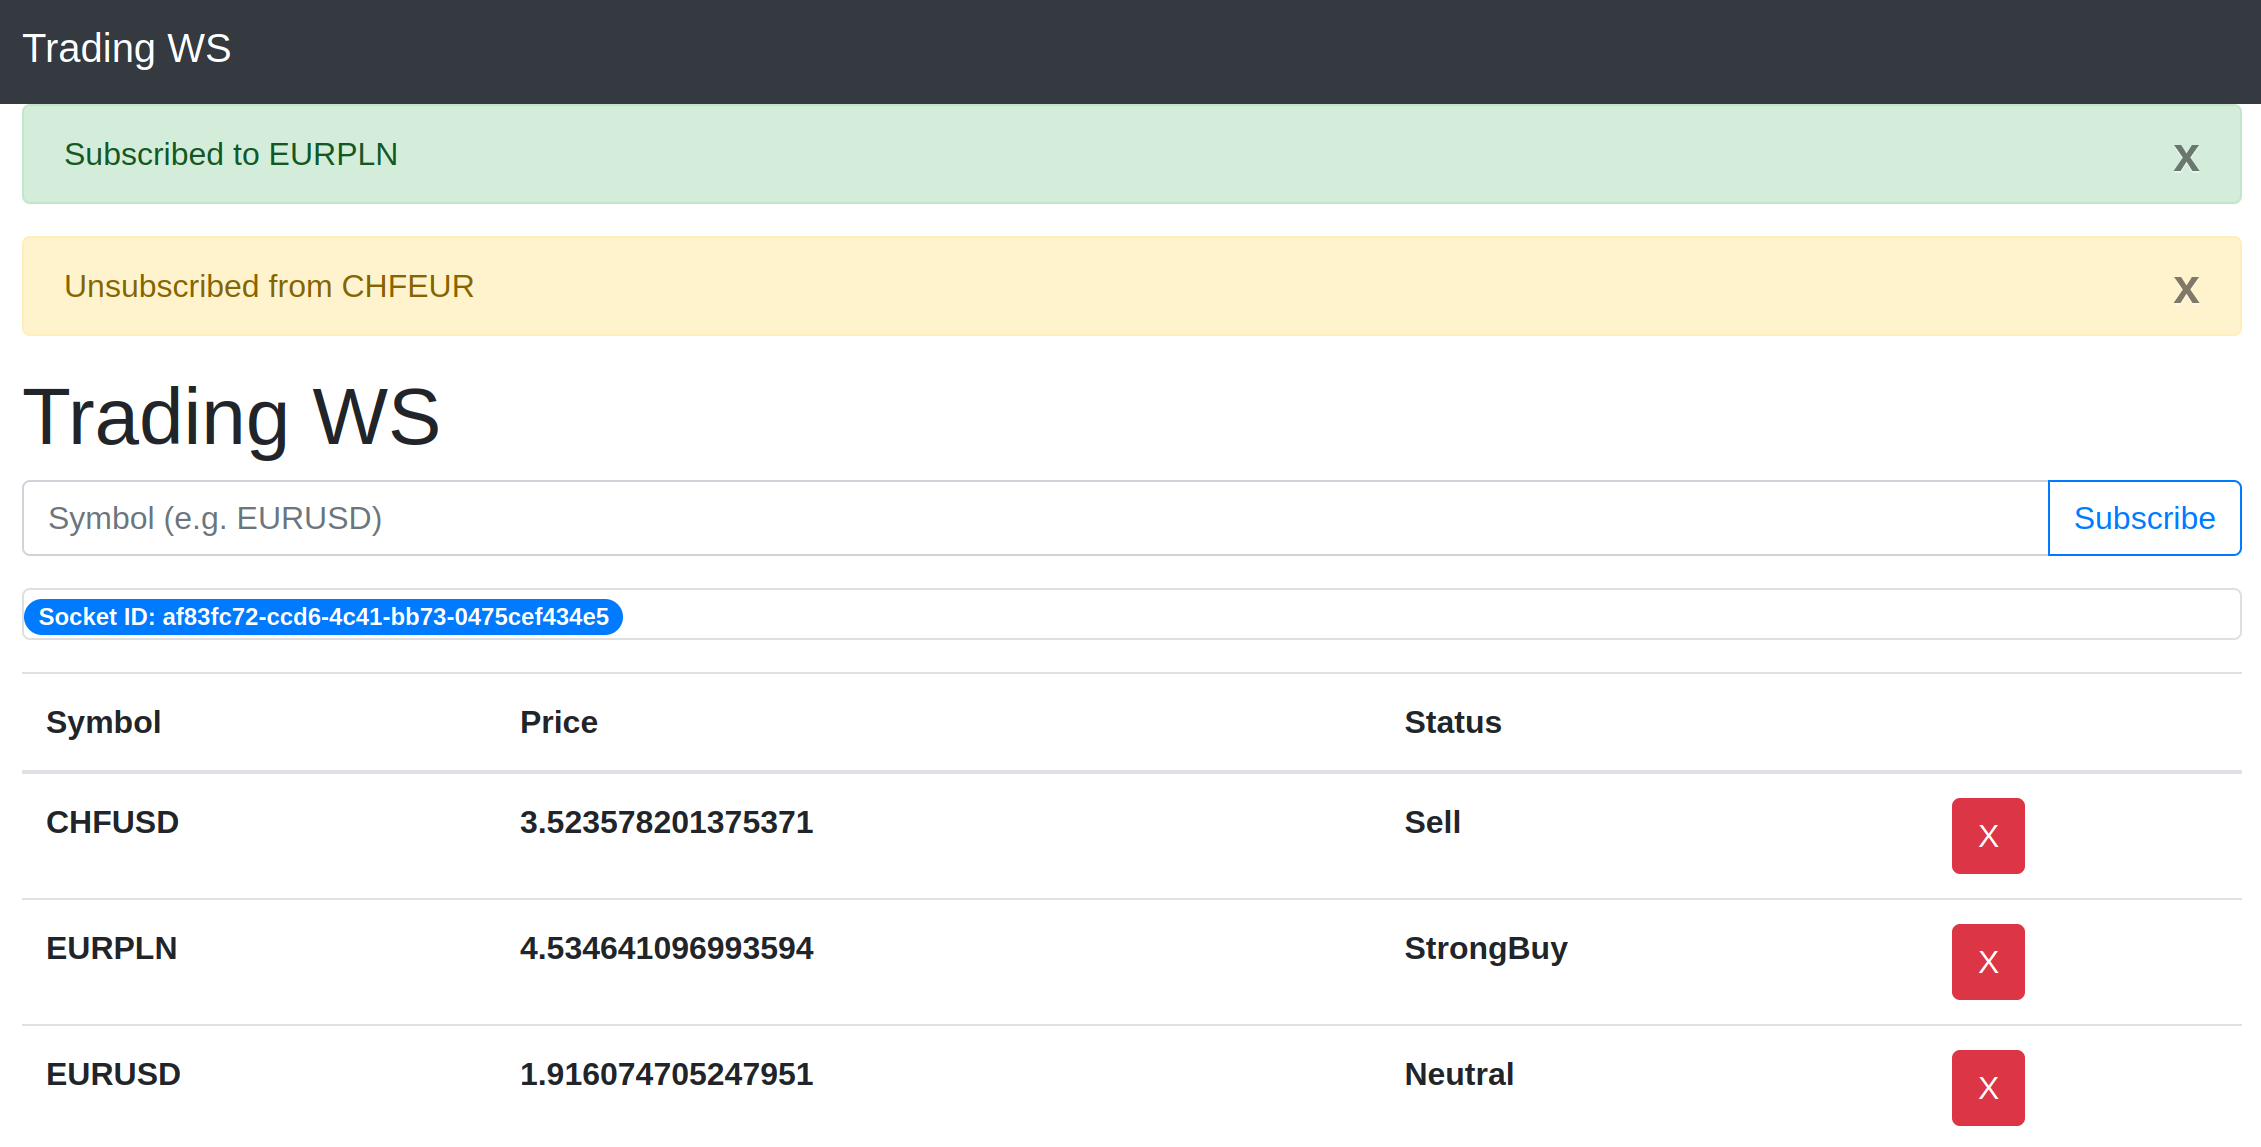 Trading WS
Subscribed to EURPLN x
Unsubscribed from CHFEUR x
Trading WS
Symbol (e.g. EURUSD) Subscribe
Socket ID: af83fc72-ccd6-4c41-bb73-0475cef434e5
Symbol Price Status
CHFUSD 3.523578201375371 Sell X
EURPLN 4.534641096993594 StrongBuy X
EURUSD 1.916074705247951 Neutral X